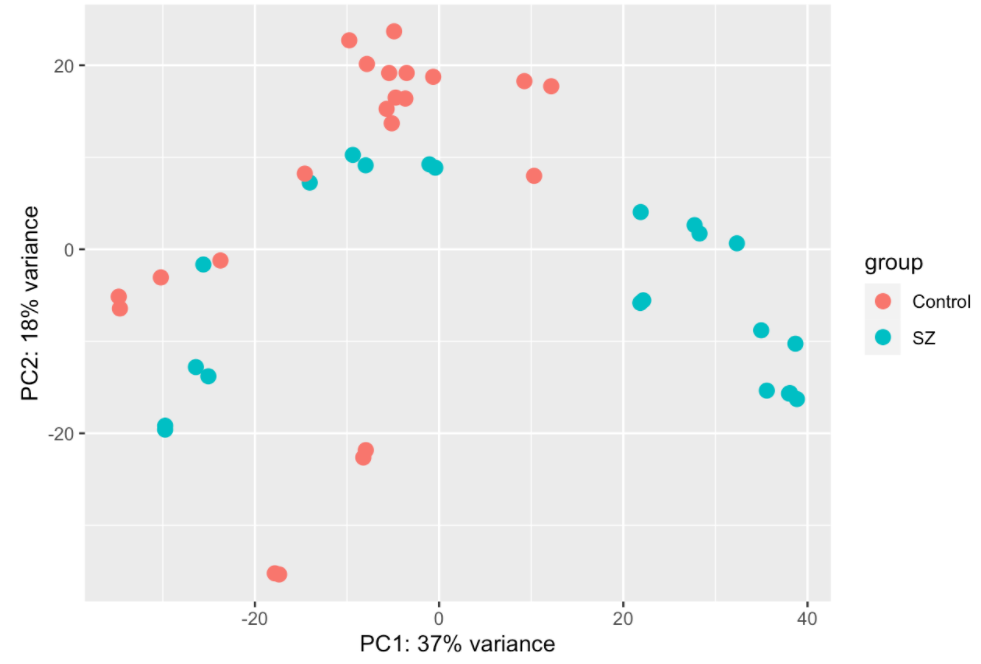 20
0
-20
PC2: 18% variance
-20
0
20
40
PC1: 37% variance
group
Control
SZ